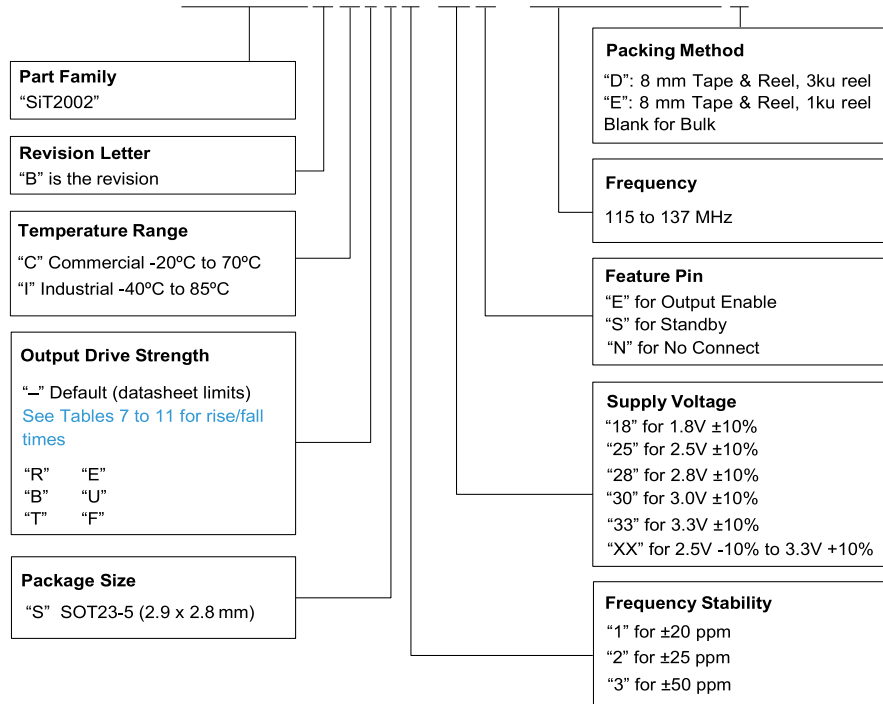 Part Family
“SiT2002”
Revision Letter
“B” is the revision
Temperature Range
“C” Commercial -20ºC to 70ºC
“I” Industrial -40ºC to 85ºC
Output Drive Strength
“–” Default (datasheet limits)
See Tables 7 to 11 for rise/fall
times
“R” “E”
“B” “U”
“T” “F”
Package Size
“S” SOT23-5 (2.9 x 2.8 mm)
Packing Method
“D”: 8 mm Tape & Reel, 3ku reel
“E”: 8 mm Tape & Reel, 1ku reel
Blank for Bulk
Frequency
115 to 137 MHz
Feature Pin
“E” for Output Enable
“S” for Standby
“N” for No Connect
Supply Voltage
“18” for 1.8V ±10%
“25” for 2.5V ±10%
“28” for 2.8V ±10%
“30” for 3.0V ±10%
“33” for 3.3V ±10%
“XX” for 2.5V -10% to 3.3V +10%
Frequency Stability
“1” for ±20 ppm
“2” for ±25 ppm
“3” for ±50 ppm